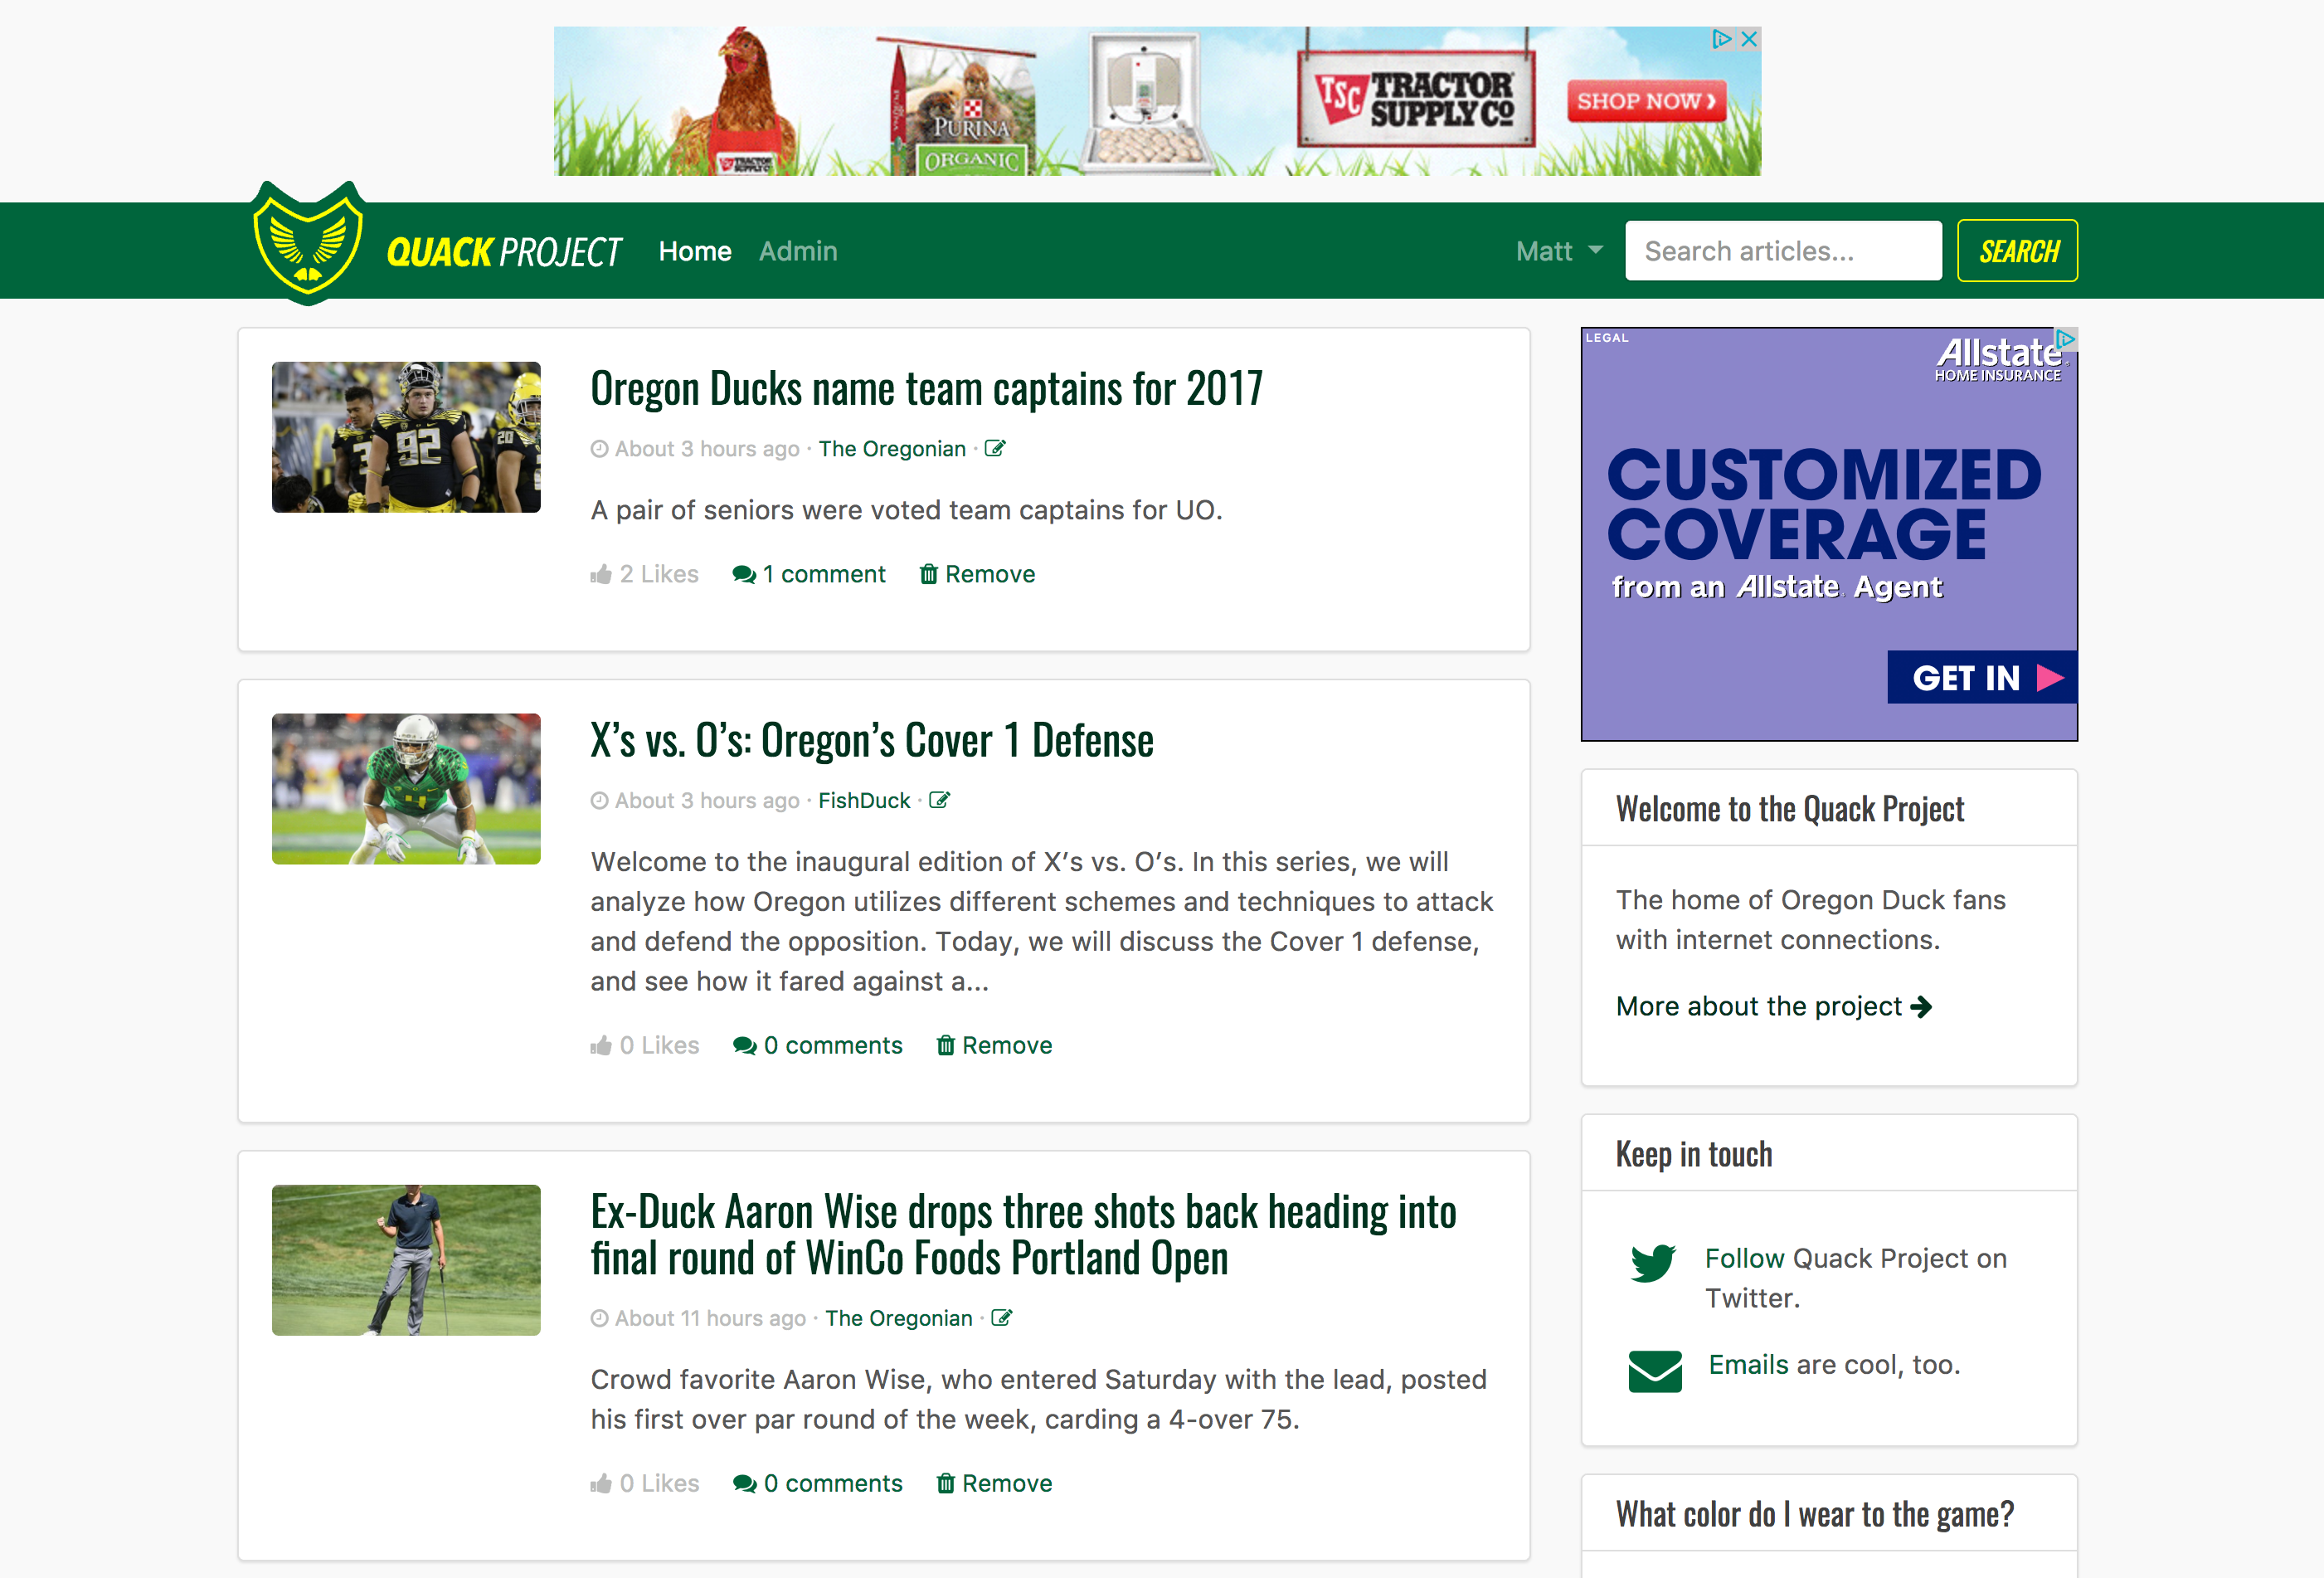 PURINA
ORGANIC
TRACTOR SUPPLY CO
TSC TRACTOR
SUPPLY CO
SHOP NOW
QUACK PROJECT
Home
Admin
Matt
Search articles...
SEARCH
92
20
Oregon Ducks name team captains for 2017
About 3 hours ago · The Oregonian ·
A pair of seniors were voted team captains for UO.
2 Likes 1 comment Remove
4
X’s vs. O’s: Oregon’s Cover 1 Defense
About 3 hours ago · FishDuck ·
Welcome to the inaugural edition of X’s vs. O’s. In this series, we will
analyze how Oregon utilizes different schemes and techniques to attack
and defend the opposition. Today, we will discuss the Cover 1 defense,
and see how it fared against a...
0 Likes 0 comments Remove
Ex-Duck Aaron Wise drops three shots back heading into
final round of WinCo Foods Portland Open
About 11 hours ago · The Oregonian ·
Crowd favorite Aaron Wise, who entered Saturday with the lead, posted
his first over par round of the week, carding a 4-over 75.
0 Likes 0 comments Remove
LEGAL
Allstate
HOME INSURANCE
CUSTOMIZED
COVERAGE
from an Allstate Agent
GET IN
Welcome to the Quack Project
The home of Oregon Duck fans
with internet connections.
More about the project
Keep in touch
Follow Quack Project on
Twitter.
Emails are cool, too.
What color do I wear to the game?